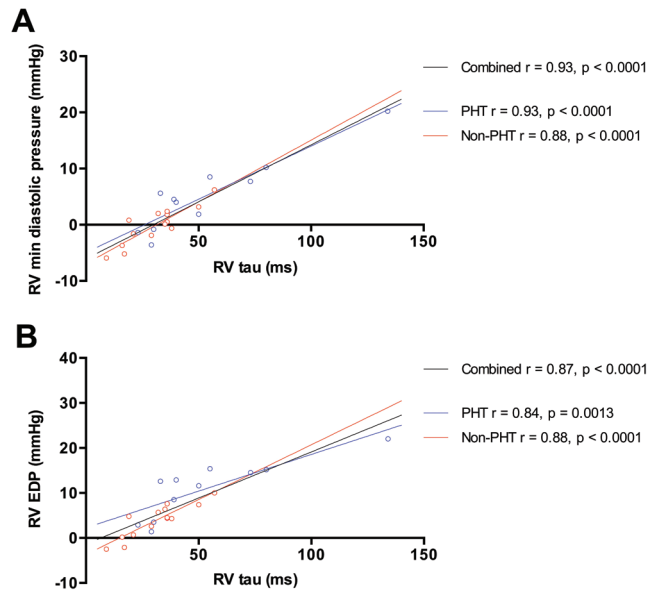 A
RV min diastolic pressure (mmHg)
30
20
10
0
-10
50
100
150
RV tau (ms)
Combined r = 0.93, p < 0.0001
PHT r = 0.93, p < 0.0001
Non-PHT r = 0.88, p < 0.0001
B
RV EDP (mmHg)
40
30
20
10
0
-10
50
100
150
RV tau (ms)
Combined r = 0.87, p < 0.0001
PHT r = 0.84, p = 0.0013
Non-PHT r = 0.88, p < 0.0001